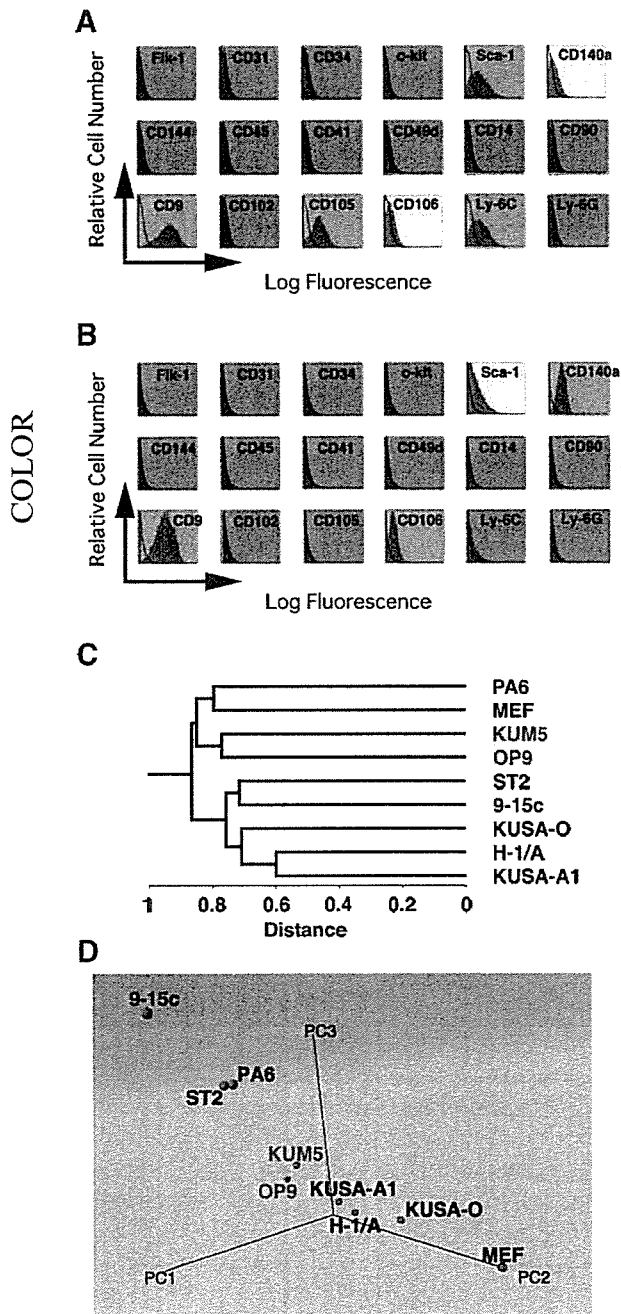 A
Flk-1 CD31 CD34 c-kit Sca-1 CD140a
CD144 CD45 CD41 CD49d CD14 CD90
CD9 CD102 CD105 CD106 Ly-6C Ly-6G
Relative Cell Number
Log Fluorescence
B
Flk-1 CD31 CD34 c-kit Sca-1 CD140a
CD144 CD45 CD41 CD49d CD14 CD90
CD9 CD102 CD105 CD106 Ly-6C Ly-6G
Relative Cell Number
Log Fluorescence
COLOR
C
PA6
MEF
KUM5
OP9
ST2
9-15c
KUSA-O
H-1/A
KUSA-A1
1 0.8 0.6 0.4 0.2 0
Distance
D
9-15c
PC3
PA6
ST2
KUM5
OP9
KUSA-A1
KUSA-O
H-1/A
MEF
PC1
PC2